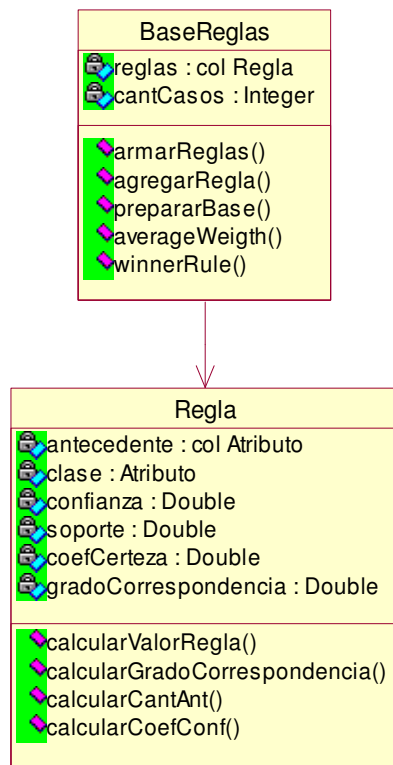 BaseReglas
reglas : col Regla
cantCasos : Integer
armarReglas()
agregarRegla()
prepararBase()
averageWeigth()
winnerRule()
Regla
antecedente : col Atributo
clase : Atributo
confianza : Double
soporte : Double
coefCerteza : Double
gradoCorrespondencia : Double
calcularValorRegla()
calcularGradoCorrespondencia()
calcularCantAnt()
calcularCoefConf()